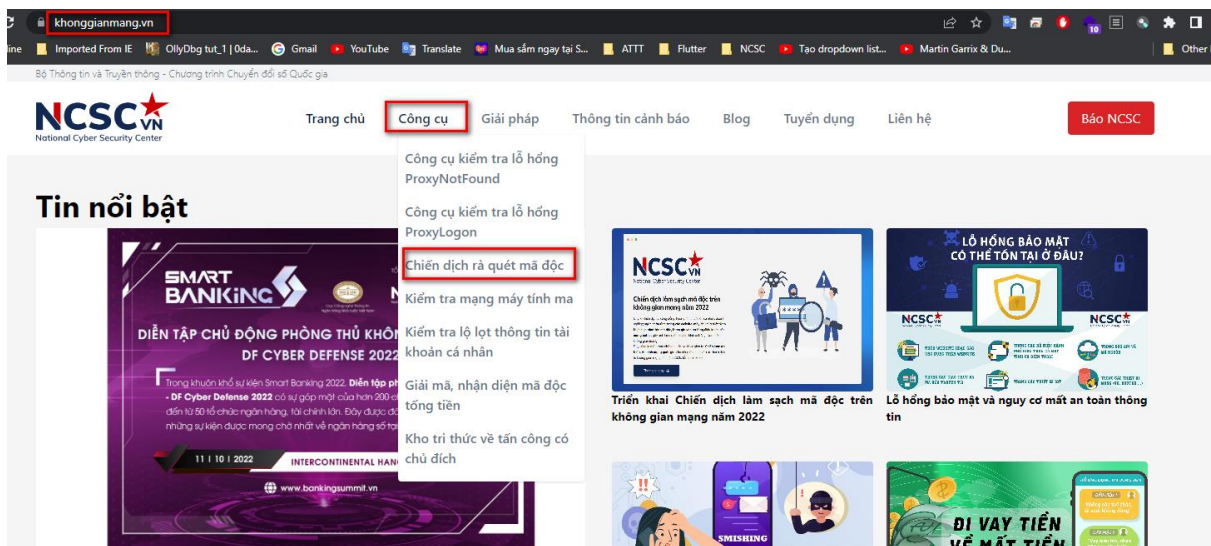 khonggianmang.vn
10
Imported From IE OllyDbg tut_1 | 0da... Gmail YouTube Translate Mua sắm ngay tại S... ATTT Flutter NCSC Tạo dropdown list... Martin Garrix & Du... Other
Bộ Thông tin và Truyền thông - Chương trình Chuyển đổi số Quốc gia
NCSC VN
National Cyber Security Center
Trang chủ Công cụ Giải pháp Thông tin cảnh báo Blog Tuyển dụng Liên hệ Báo NCSC
Công cụ kiểm tra lỗ hổng
ProxyNotFound
Công cụ kiểm tra lỗ hổng
ProxyLogon
Chiến dịch rà quét mã độc
Kiểm tra mạng máy tính ma
Kiểm tra lộ lọt thông tin tài
khoản cá nhân
Giải mã, nhận diện mã độc
tống tiền
Kho tri thức về tấn công có
chủ đích
Tin nổi bật
SMART
BANKiNG
DIỄN TẬP CHỦ ĐỘNG PHÒNG THỦ KHÔN
DF CYBER DEFENSE 2022
Trong khuôn khổ sự kiện Smart Banking 2022, Diễn tập ph
- DF Cyber Defense 2022 có sự góp mặt của hơn 200 c
đến từ 50 tổ chức ngân hàng, tài chính lớn. Đây được đ
những sự kiện được mong chờ nhất về ngân hàng số tạ
11 | 10 | 2022 INTERCONTINENTAL HAN
www.bankingsummit.vn
NCSC VN
National Cyber Security Center
Chiến dịch làm sạch mã độc trên
không gian mạng năm 2022
Triển khai Chiến dịch làm sạch mã độc trên
không gian mạng năm 2022
LỖ HỔNG BẢO MẬT
CÓ THỂ TỒN TẠI Ở ĐÂU?
NCSC VN
NCSC VN
Lỗ hổng bảo mật và nguy cơ mất an toàn thông
tin
SMISHING
ĐI VAY TIỀN
VỀ MẤT TIỀN